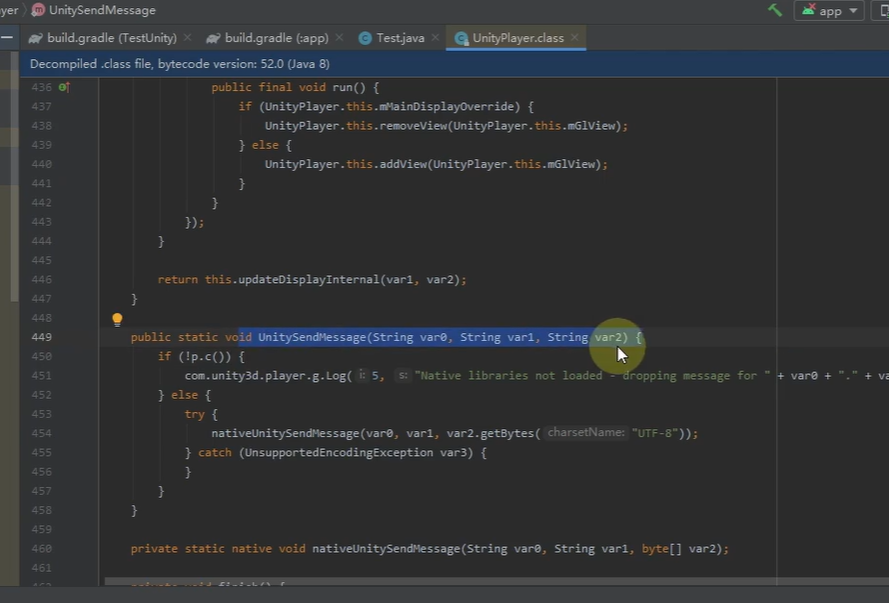 yer UnitySendMessage app
build.gradle (TestUnity) build.gradle (:app) Test.java UnityPlayer.class
Decompiled .class file, bytecode version: 52.0 (Java 8)
436 public final void run() {
437 if (UnityPlayer.this.mMainDisplayOverride) {
438 UnityPlayer.this.removeView(UnityPlayer.this.mGlView);
439 } else {
440 UnityPlayer.this.addView(UnityPlayer.this.mGlView);
441 }
442 }
443 });
444 }
445
446 return this.updateDisplayInternal(var1, var2);
447 }
448
449 public static void UnitySendMessage(String var0, String var1, String var2) {
450 if (!p.c()) {
451 com.unity3d.player.g.Log( i: 5, s: "Native libraries not loaded - dropping message for " + var0 + "." + va
452 } else {
453 try {
454 nativeUnitySendMessage(var0, var1, var2.getBytes( charsetName: "UTF-8"));
455 } catch (UnsupportedEncodingException var3) {
456 }
457 }
458 }
459
460 private static native void nativeUnitySendMessage(String var0, String var1, byte[] var2);
461